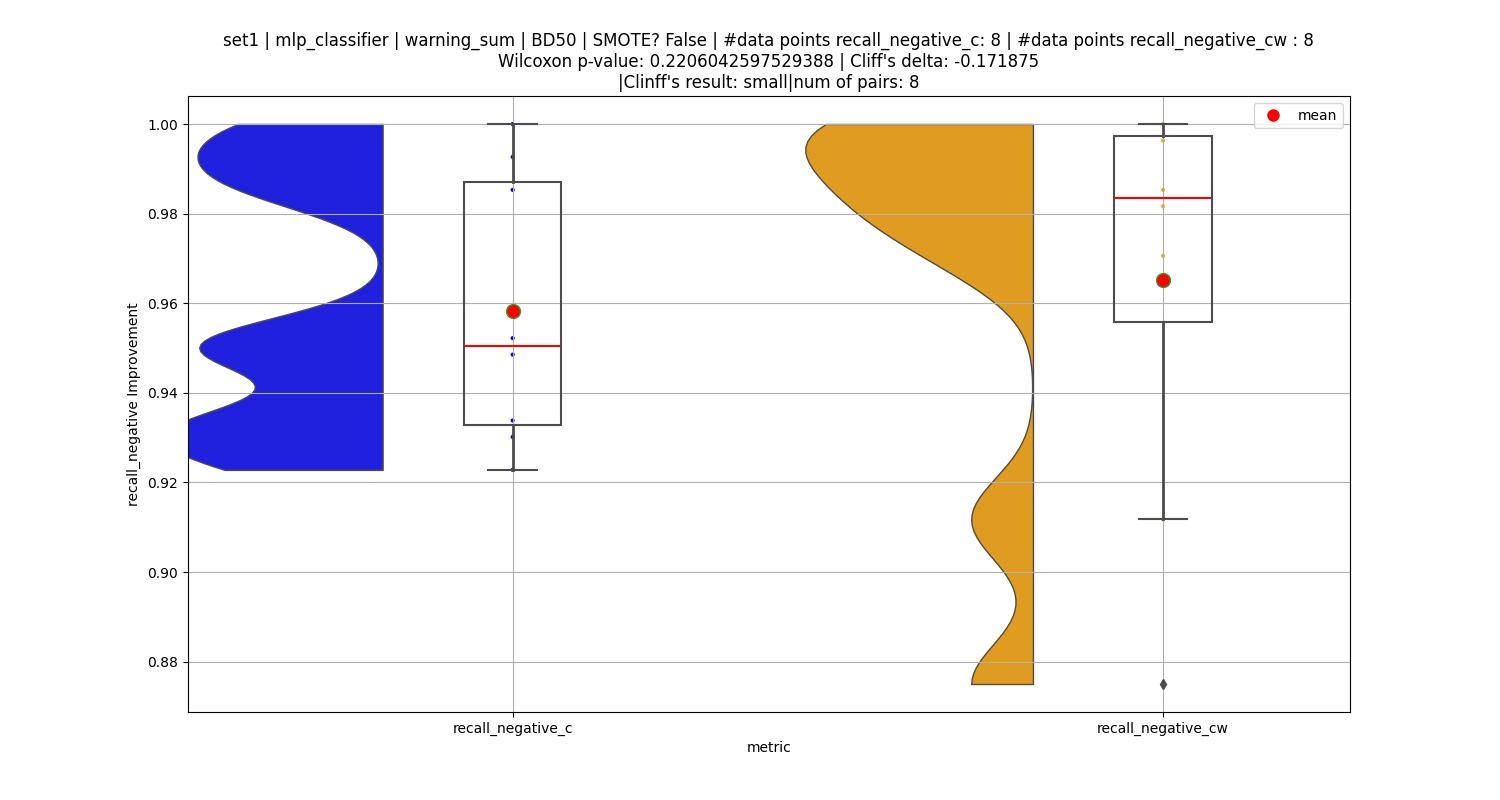 set1 | mlp_classifier | warning_sum | BD50 | SMOTE? False | #data points recall_negative_c: 8 | #data points recall_negative_cw : 8
Wilcoxon p-value: 0.2206042597529388 | Cliff's delta: -0.171875
|Clinff's result: small|num of pairs: 8
mean
1.00
0.98
0.96
0.94
0.92
0.90
0.88
recall_negative Improvement
recall_negative_c
recall_negative_cw
metric